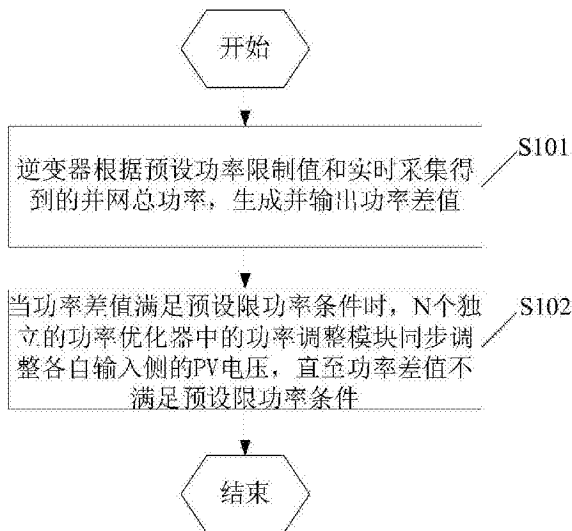 开始
逆变器根据预设功率限制值和实时采集得
到的并网总功率，生成并输出功率差值
S101
当功率差值满足预设限功率条件时，N个独
立的功率优化器中的功率调整模块同步调
整各自输入侧的PV电压，直至功率差值不
满足预设限功率条件
S102
结束